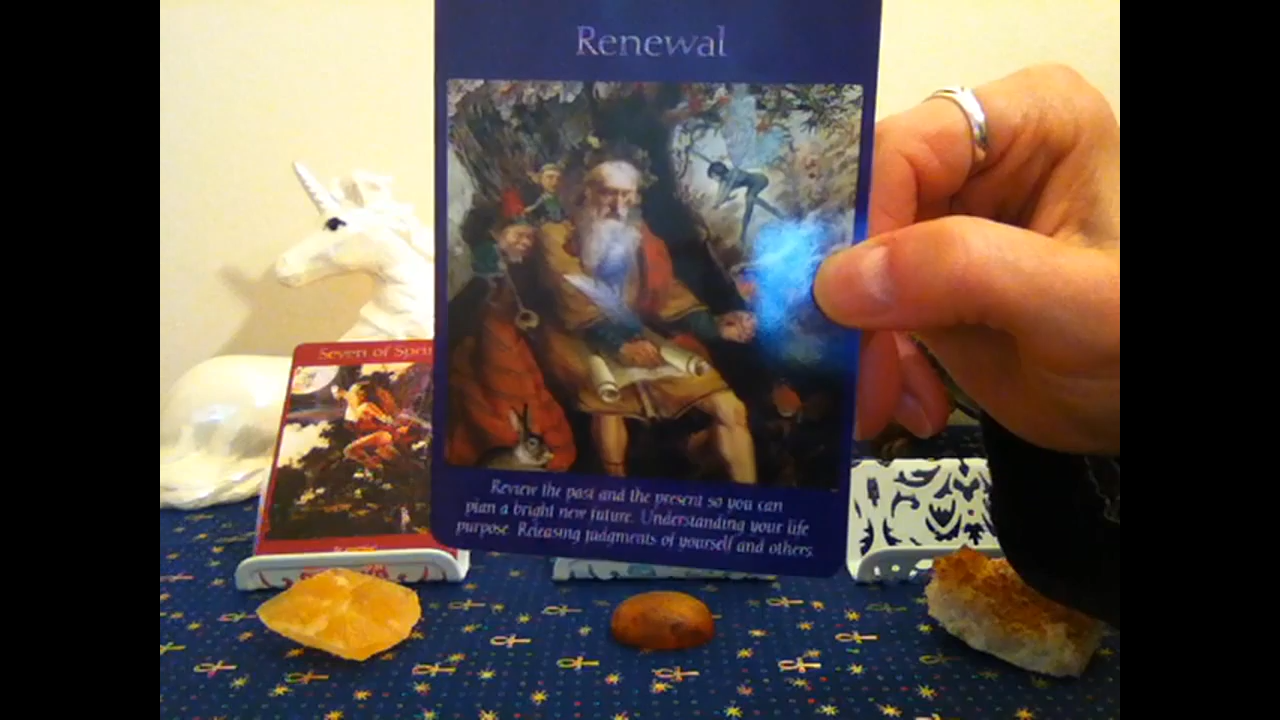 Renewal
Review the past and the present so you can
plan a bright new future. Understanding your life
purpose. Releasing judgments of yourself and others.
Seven of Spri